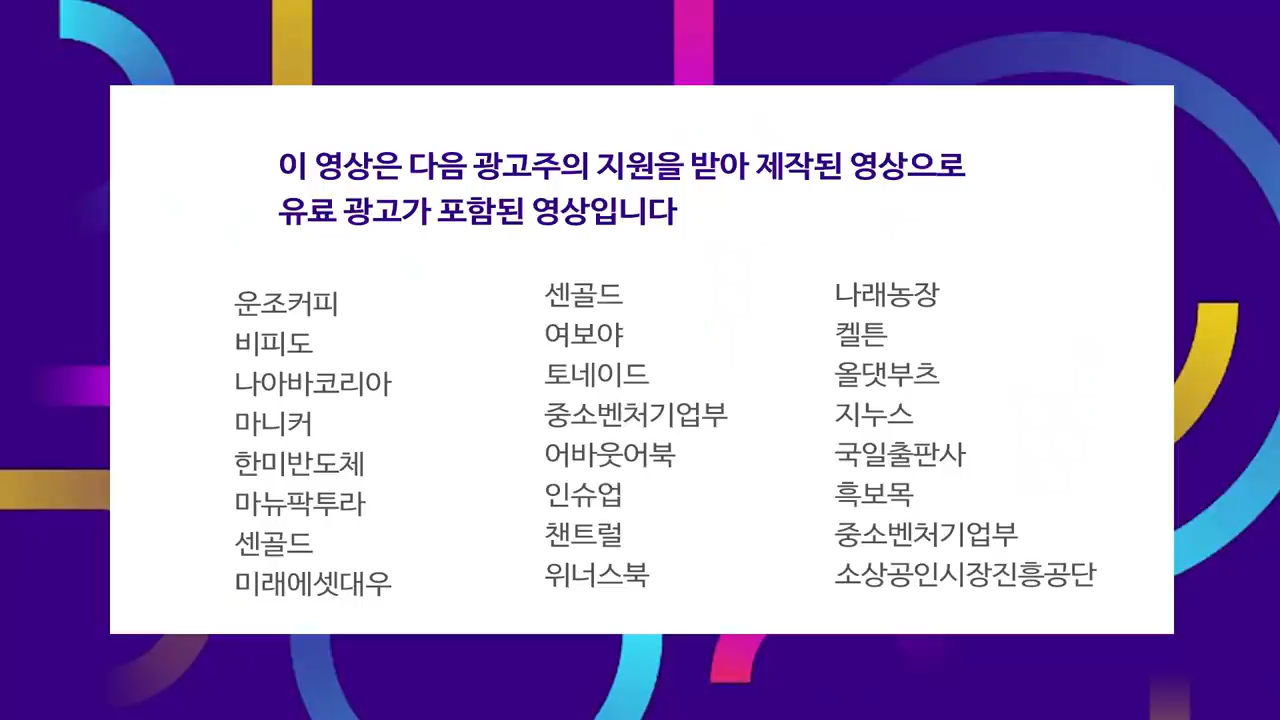 이 영상은 다음 광고주의 지원을 받아 제작된 영상으로
유료 광고가 포함된 영상입니다
운조커피
비피도
나아바코리아
마니커
한미반도체
마뉴팍투라
센골드
미래에셋대우
센골드
여보야
토네이도
중소벤처기업부
어바웃어북
인슈업
챈트럴
위너스북
나래농장
켈튼
올댓부츠
지누스
국일출판사
흑보목
중소벤처기업부
소상공인시장진흥공단